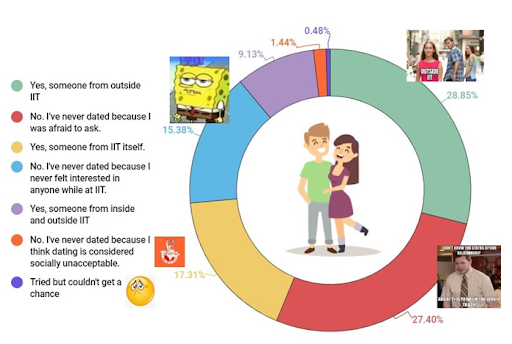 0.48%
1.44%
9.13%
Yes, someone from outside
IIT
No. I've never dated because I
was afraid to ask.
Yes, someone from IIT itself.
No. I've never dated because I
never felt interested in
anyone while at IIT.
Yes, someone from inside
and outside IIT
No. I've never dated because I
think dating is considered
socially unacceptable.
Tried but couldn't get a
chance
OUTSIDE
IIT
28.85%
15.38%
17.31%
I DON'T KNOW THE STATUS OF OUR
RELATIONSHIP
AND AT THIS POINT I'M TOO AFRAID
TO ASK
27.40%